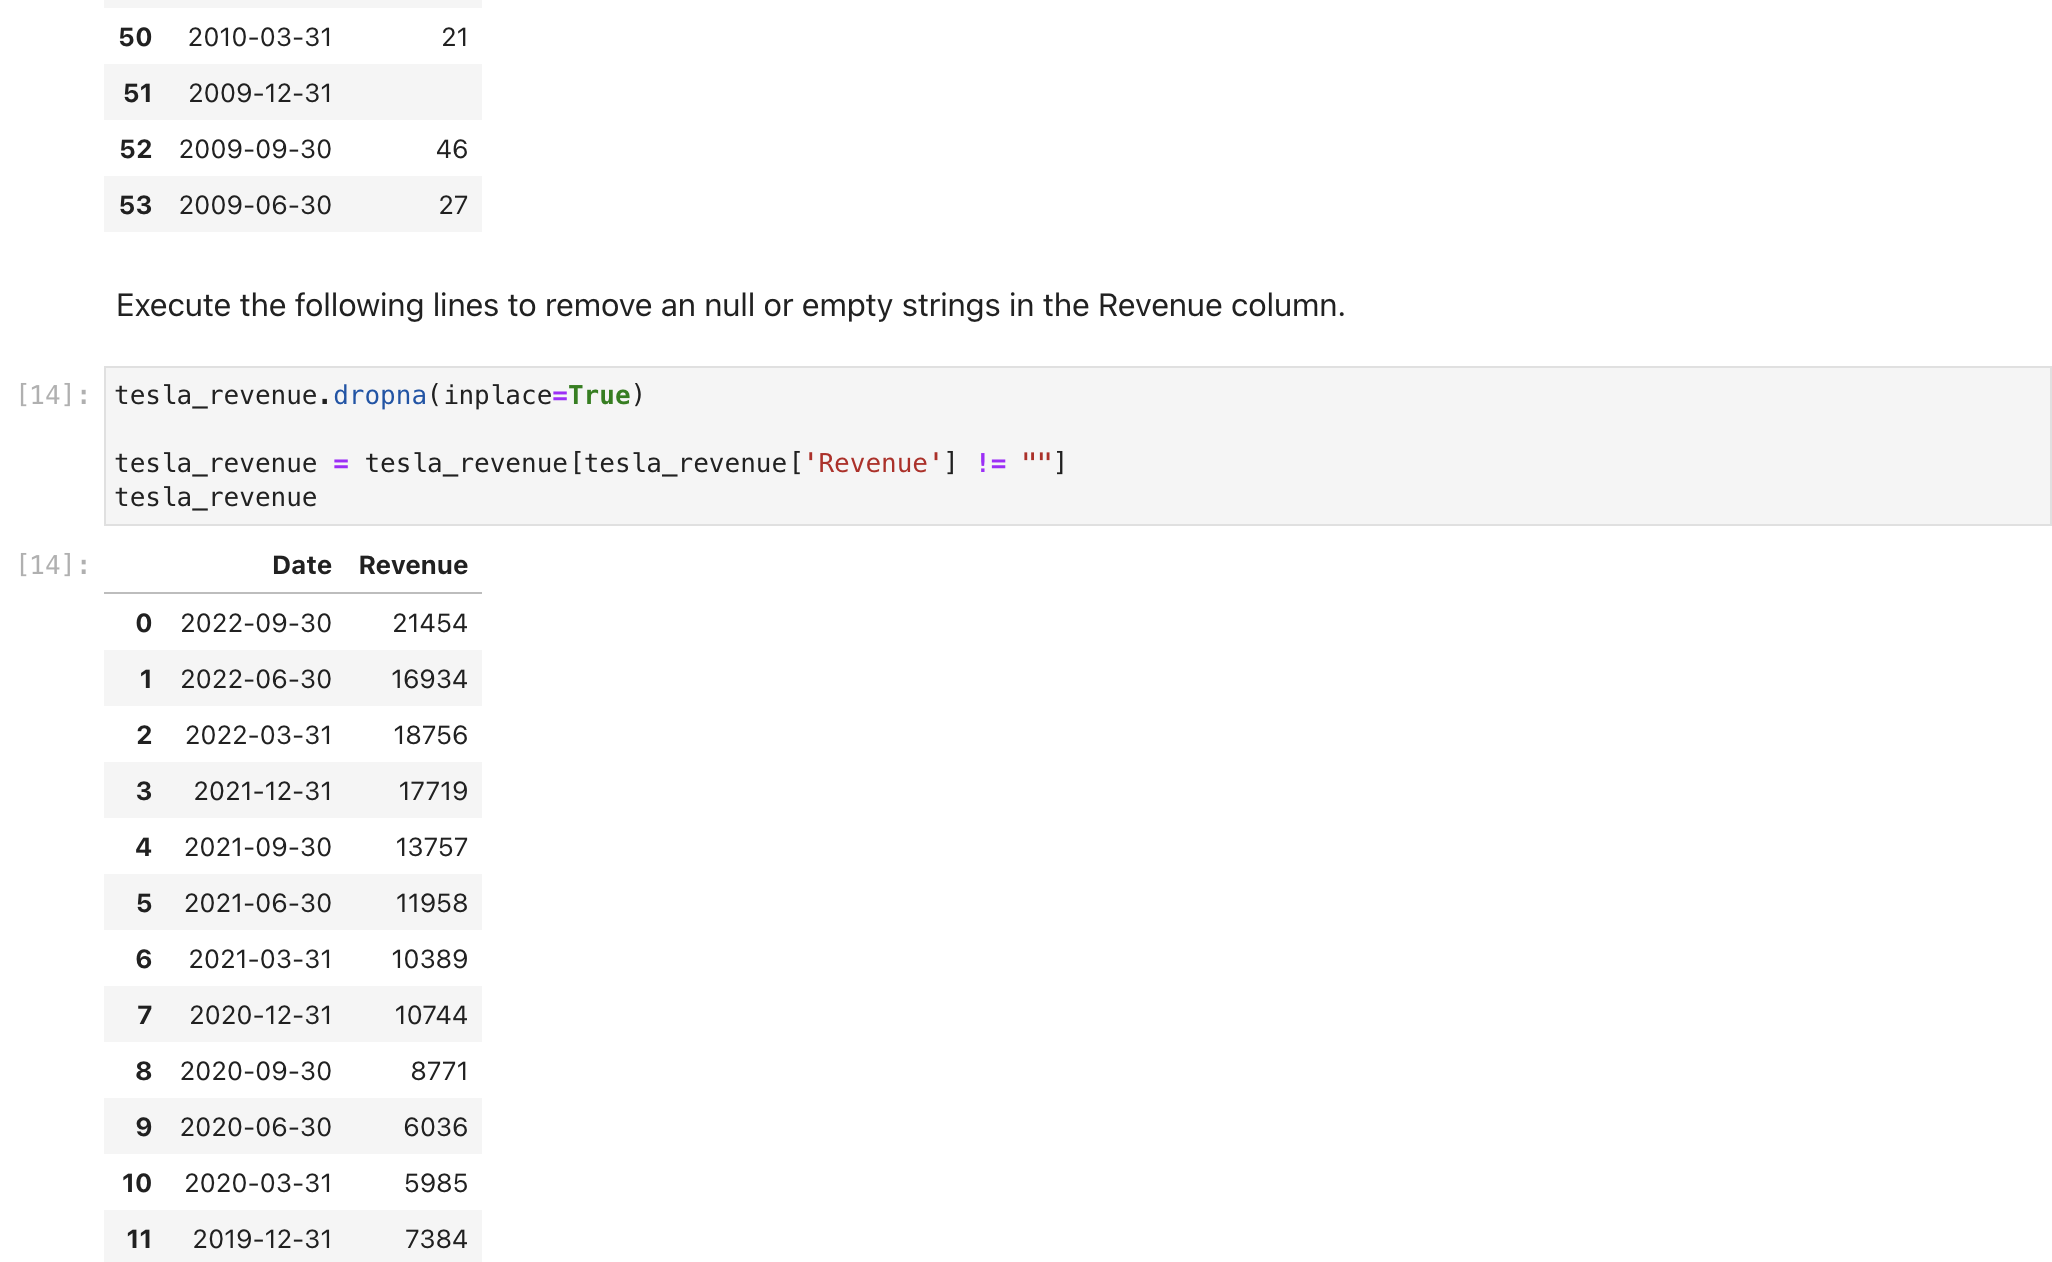 50 2010-03-31 21
51 2009-12-31
52 2009-09-30 46
53 2009-06-30 27
Execute the following lines to remove an null or empty strings in the Revenue column.
[14]: tesla_revenue.dropna(inplace=True)
tesla_revenue = tesla_revenue[tesla_revenue['Revenue'] != ""]
tesla_revenue
[14]: Date Revenue
0 2022-09-30 21454
1 2022-06-30 16934
2 2022-03-31 18756
3 2021-12-31 17719
4 2021-09-30 13757
5 2021-06-30 11958
6 2021-03-31 10389
7 2020-12-31 10744
8 2020-09-30 8771
9 2020-06-30 6036
10 2020-03-31 5985
11 2019-12-31 7384